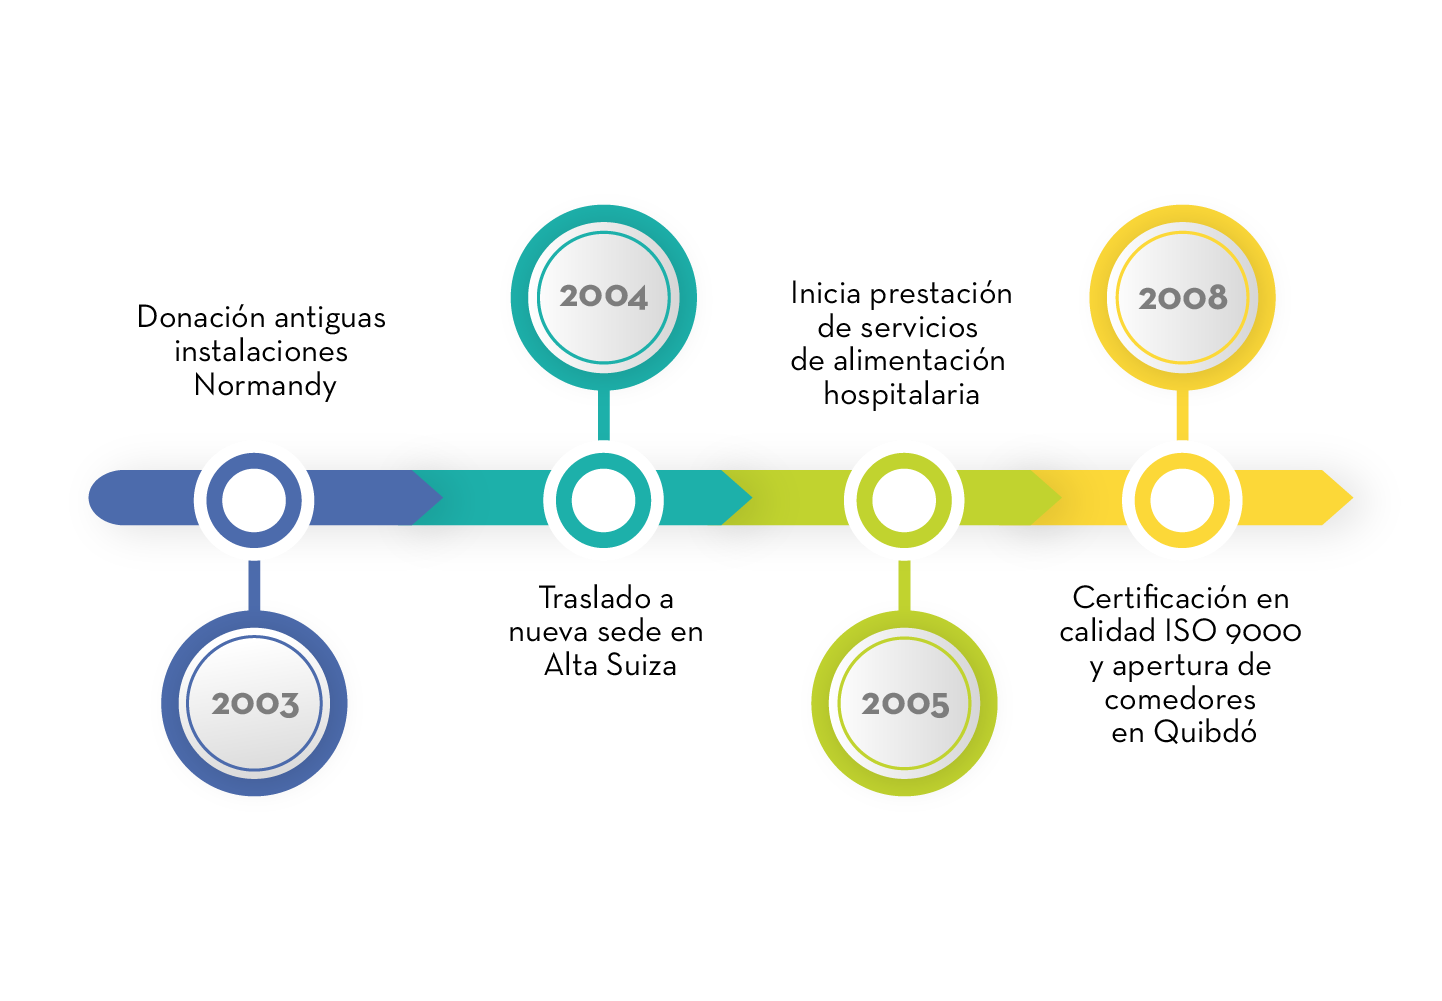 Donación antiguas
instalaciones
Normandy
2003
2004
Traslado a
nueva sede en
Alta Suiza
Inicia prestación
de servicios
de alimentación
hospitalaria
2005
2008
Certificación en
calidad ISO 9000
y apertura de
comedores
en Quibdó